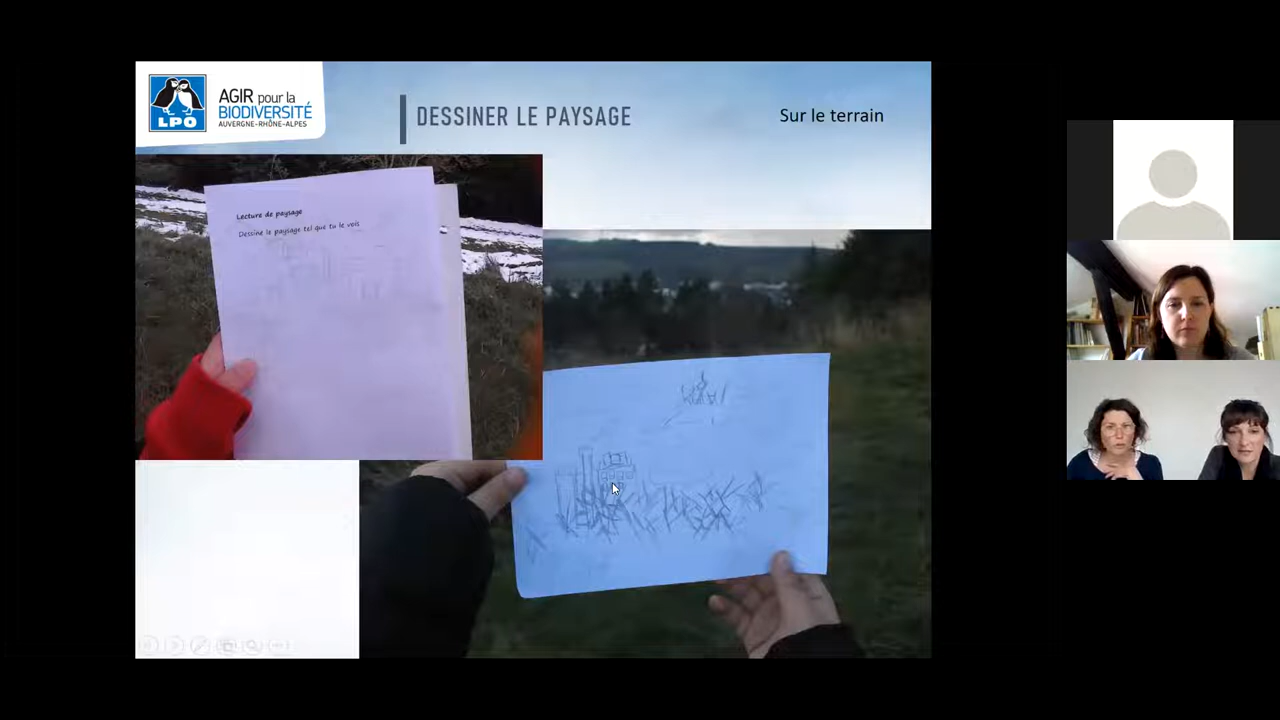 LPO
AGIR pour la
BIODIVERSITÉ
AUVERGNE-RHÔNE-ALPES
DESSINER LE PAYSAGE
Sur le terrain
Lecture de paysage
Dessine le paysage tel que tu le vois